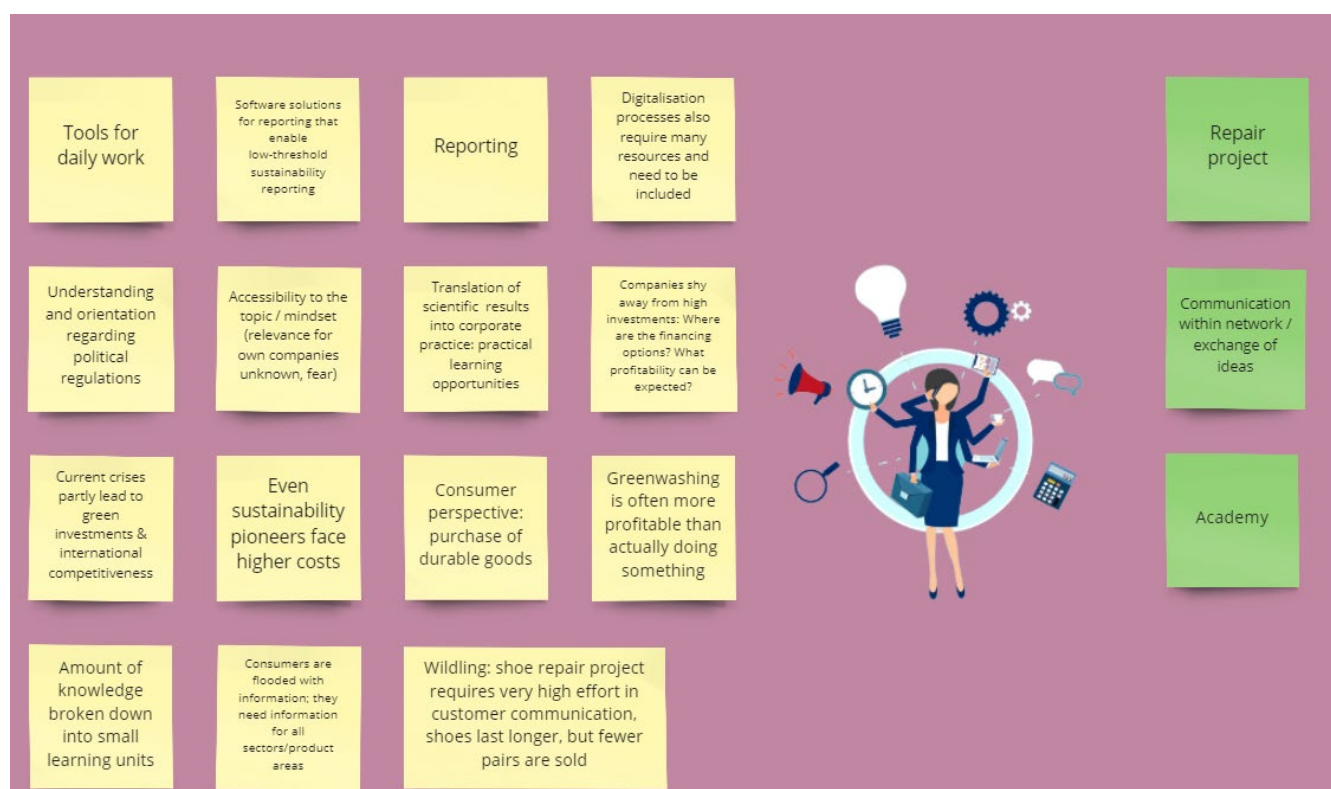 Tools for
daily work
Software solutions
for reporting that
enable
low-threshold
sustainability
reporting
Reporting
Digitalisation
processes also
require many
resources and
need to be
included
Repair
project
Understanding
and orientation
regarding
political
regulations
Accessibility to the
topic / mindset
(relevance for
own companies
unknown, fear)
Translation of
scientific results
into corporate
practice: practical
learning
opportunities
Companies shy
away from high
investments: Where
are the financing
options? What
profitability can be
expected?
Communication
within network /
exchange of
ideas
Current crises
partly lead to
green
investments &
international
competitiveness
Even
sustainability
pioneers face
higher costs
Consumer
perspective:
purchase of
durable goods
Greenwashing
is often more
profitable than
actually doing
something
Academy
Amount of
knowledge
broken down
into small
learning units
Consumers are
flooded with
information; they
need information
for all
sectors/product
areas
Wildling: shoe repair project
requires very high effort in
customer communication,
shoes last longer, but fewer
pairs are sold